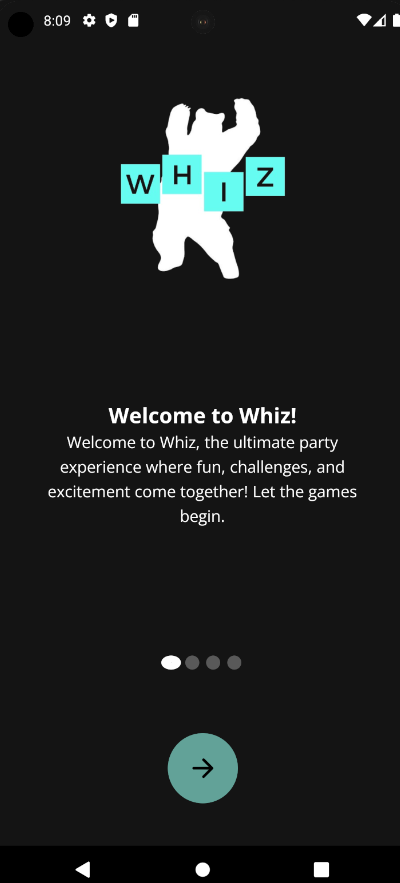 8:09
W H I Z
Welcome to Whiz!
Welcome to Whiz, the ultimate party
experience where fun, challenges, and
excitement come together! Let the games
begin.